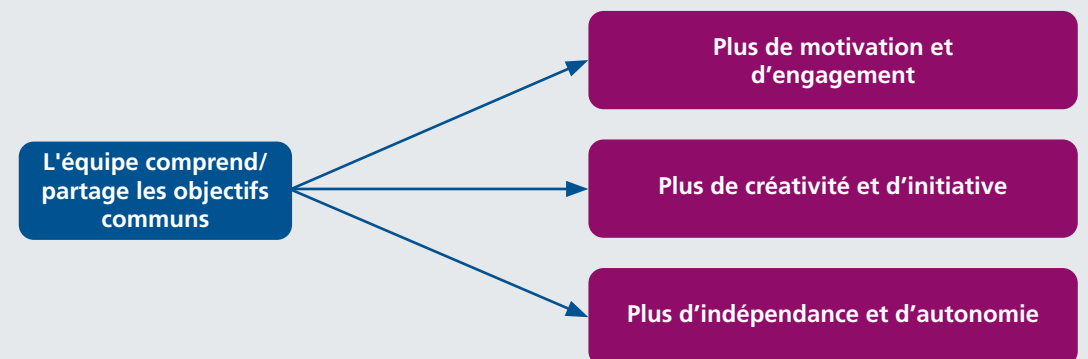 L'équipe comprend/
partage les objectifs
communs
Plus de motivation et
d’engagement
Plus de créativité et d’initiative
Plus d’indépendance et d’autonomie